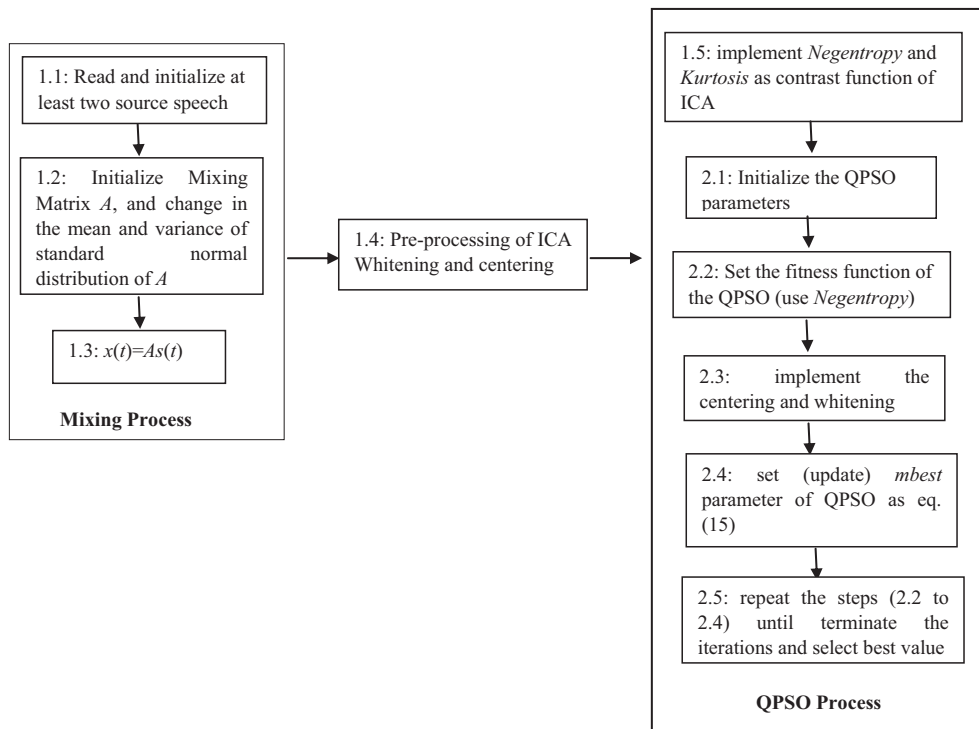 1.1: Read and initialize at
least two source speech
1.2: Initialize Mixing
Matrix A, and change in
the mean and variance of
standard normal
distribution of A
1.3: x(t)=As(t)
Mixing Process
1.4: Pre-processing of ICA
Whitening and centering
1.5: implement Negentropy and
Kurtosis as contrast function of
ICA
2.1: Initialize the QPSO
parameters
2.2: Set the fitness function of
the QPSO (use Negentropy)
2.3: implement the
centering and whitening
2.4: set (update) mbest
parameter of QPSO as eq.
(15)
2.5: repeat the steps (2.2 to
2.4) until terminate the
iterations and select best value
QPSO Process